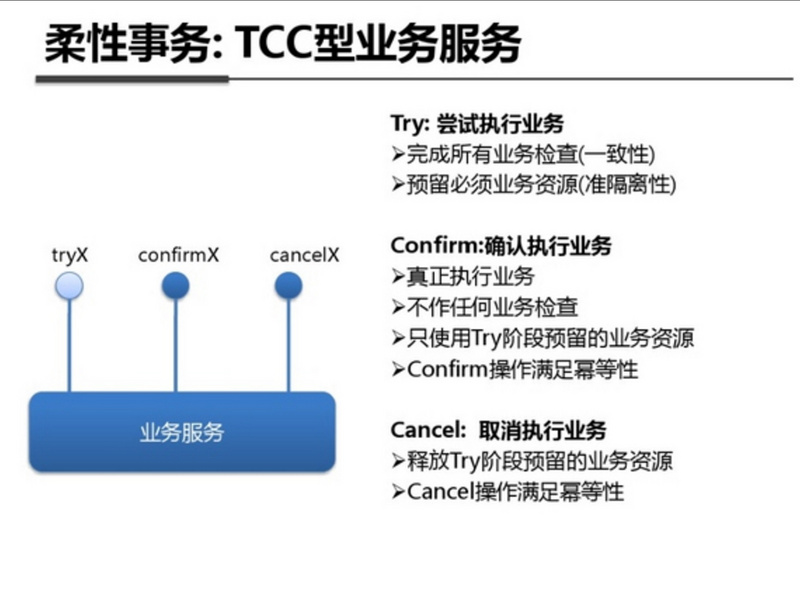 柔性事务: TCC型业务服务
Try: 尝试执行业务
➢完成所有业务检查(一致性)
➢预留必须业务资源(准隔离性)
Confirm:确认执行业务
➢真正执行业务
➢不作任何业务检查
➢只使用Try阶段预留的业务资源
➢Confirm操作满足幂等性
Cancel: 取消执行业务
➢释放Try阶段预留的业务资源
➢Cancel操作满足幂等性
tryX confirmX cancelX
业务服务